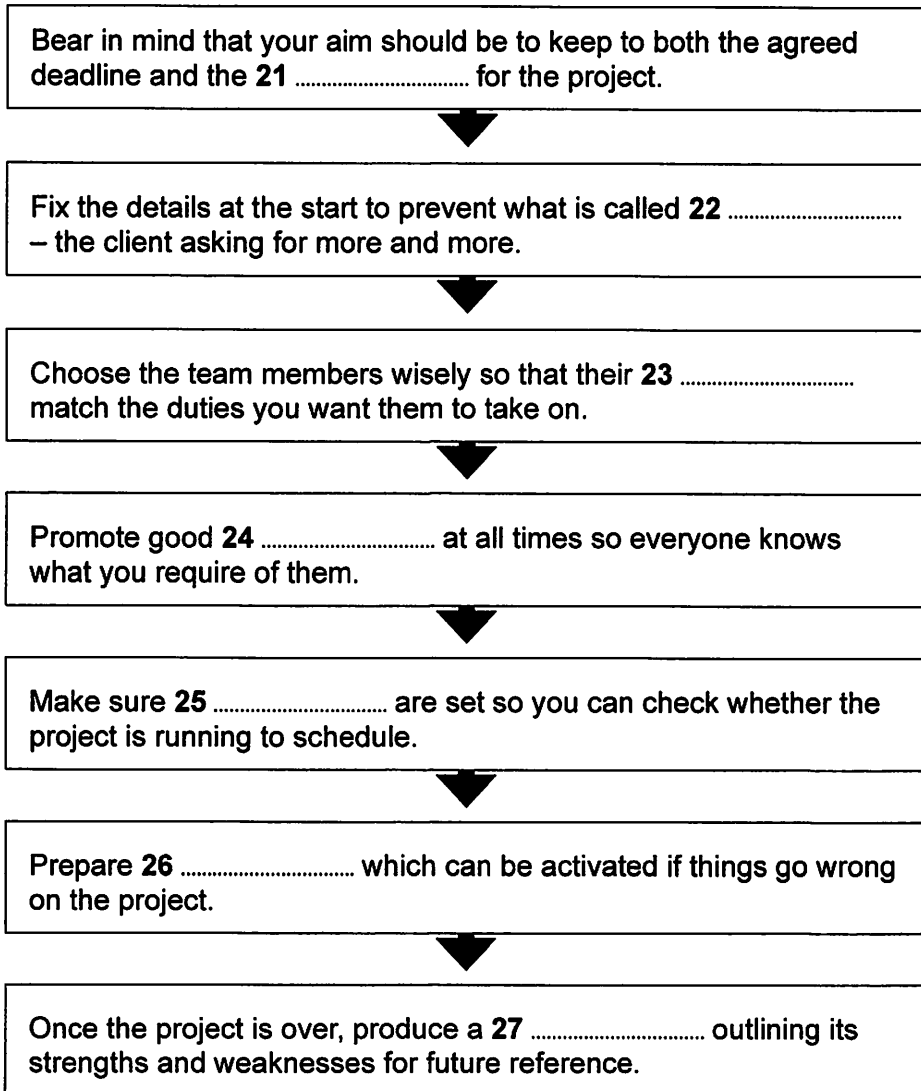 Bear in mind that your aim should be to keep to both the agreed
deadline and the 21 .................................. for the project.
Fix the details at the start to prevent what is called 22 ..................................
– the client asking for more and more.
Choose the team members wisely so that their 23 ..................................
match the duties you want them to take on.
Promote good 24 .................................. at all times so everyone knows
what you require of them.
Make sure 25 .................................. are set so you can check whether the
project is running to schedule.
Prepare 26 .................................. which can be activated if things go wrong
on the project.
Once the project is over, produce a 27 .................................. outlining its
strengths and weaknesses for future reference.